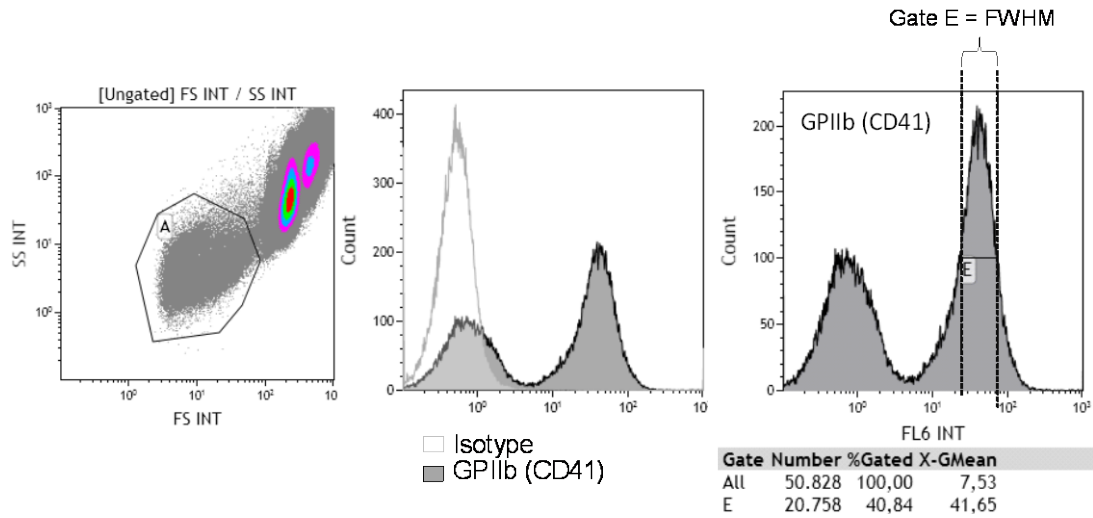 Gate E = FWHM
[Ungated] FS INT / SS INT
10³
10²
10¹
10⁰
SS INT
A
10⁰ 10¹ 10² 10
FS INT
400
300
200
100
0
Count
10⁰ 10¹ 10² 10
Isotype
GPIIb (CD41)
GPIIb (CD41)
200
150
100
50
0
Count
E
10⁰ 10¹ 10² 10³
FL6 INT
Gate Number %Gated X-GMean
All 50.828 100,00 7,53
E 20.758 40,84 41,65